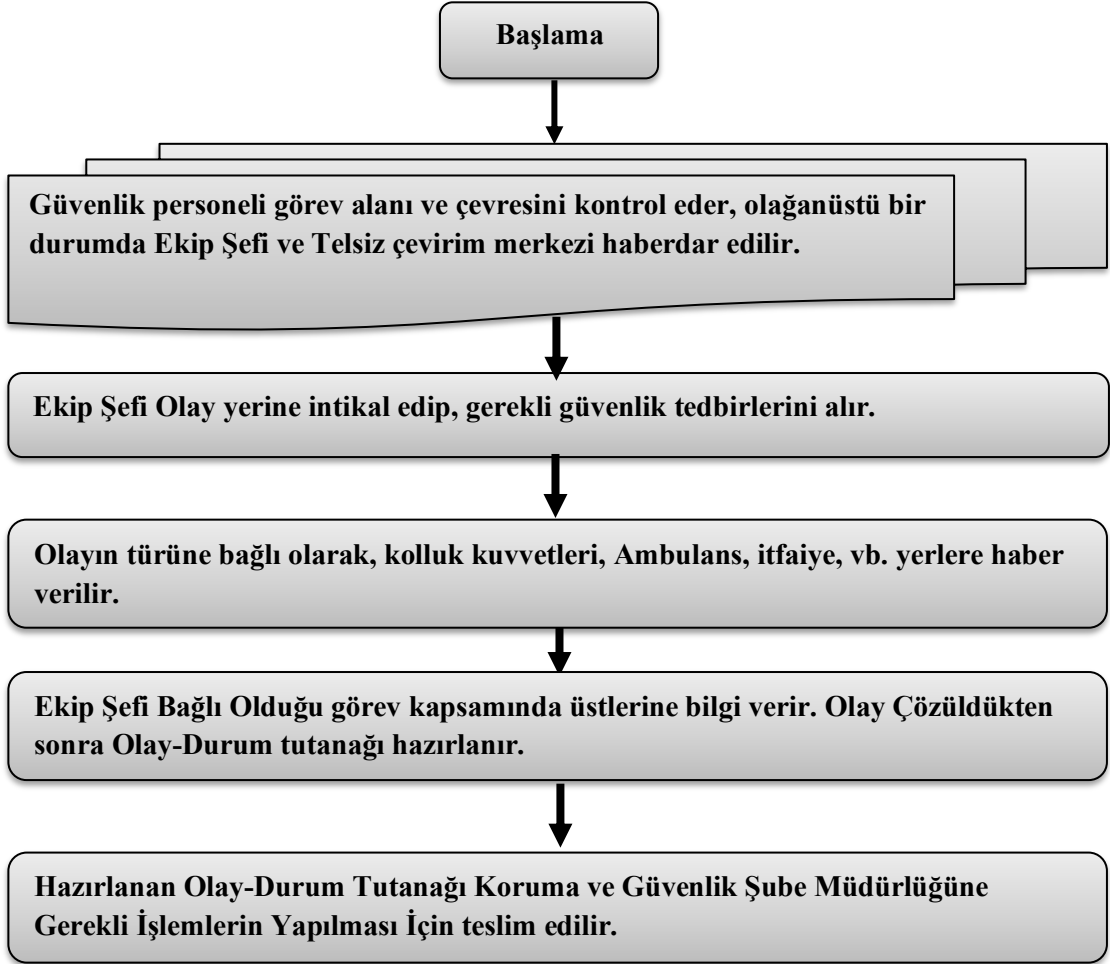 Başlama
Güvenlik personeli görev alanı ve çevresini kontrol eder, olağanüstü bir
durumda Ekip Şefi ve Telsiz çevirim merkezi haberdar edilir.
Ekip Şefi Olay yerine intikal edip, gerekli güvenlik tedbirlerini alır.
Olayın türüne bağlı olarak, kolluk kuvvetleri, Ambulans, itfaiye, vb. yerlere haber
verilir.
Ekip Şefi Bağlı Olduğu görev kapsamında üstlerine bilgi verir. Olay Çözüldükten
sonra Olay-Durum tutanağı hazırlanır.
Hazırlanan Olay-Durum Tutanağı Koruma ve Güvenlik Şube Müdürlüğüne
Gerekli İşlemlerin Yapılması İçin teslim edilir.